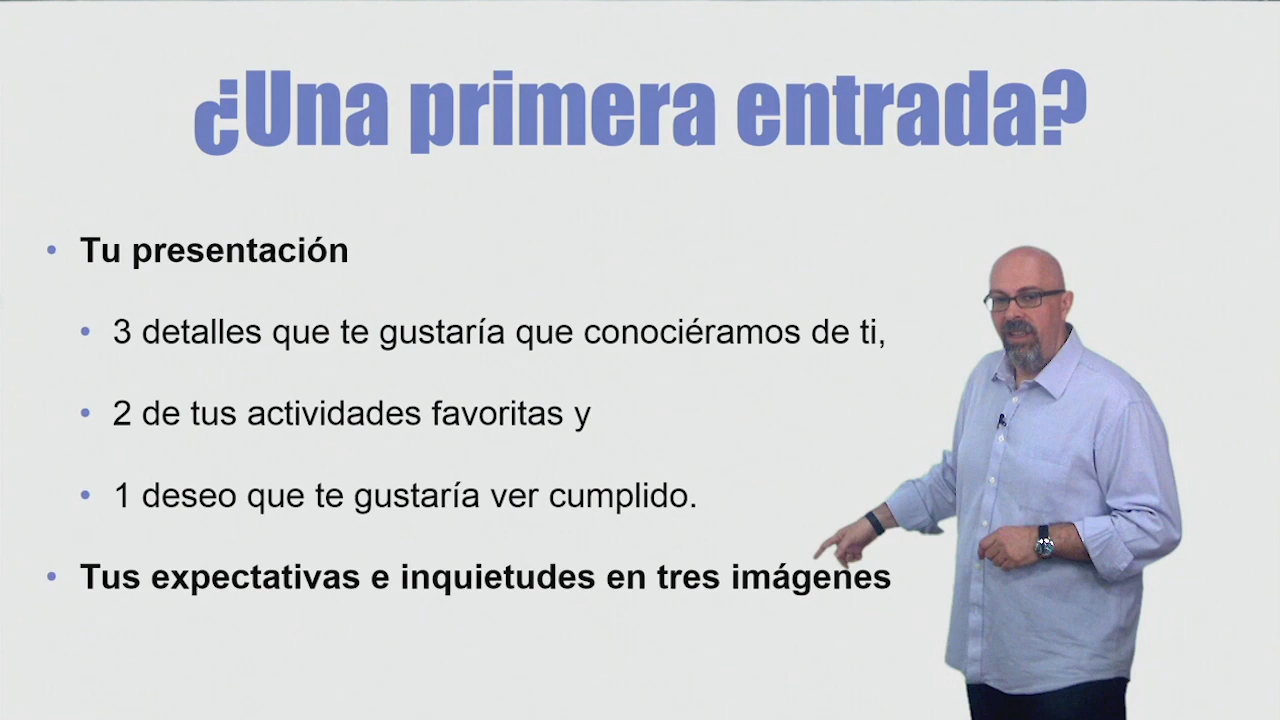 ¿Una primera entrada?
Tu presentación
3 detalles que te gustaría que conociéramos de ti,
2 de tus actividades favoritas y
1 deseo que te gustaría ver cumplido.
Tus expectativas e inquietudes en tres imágenes